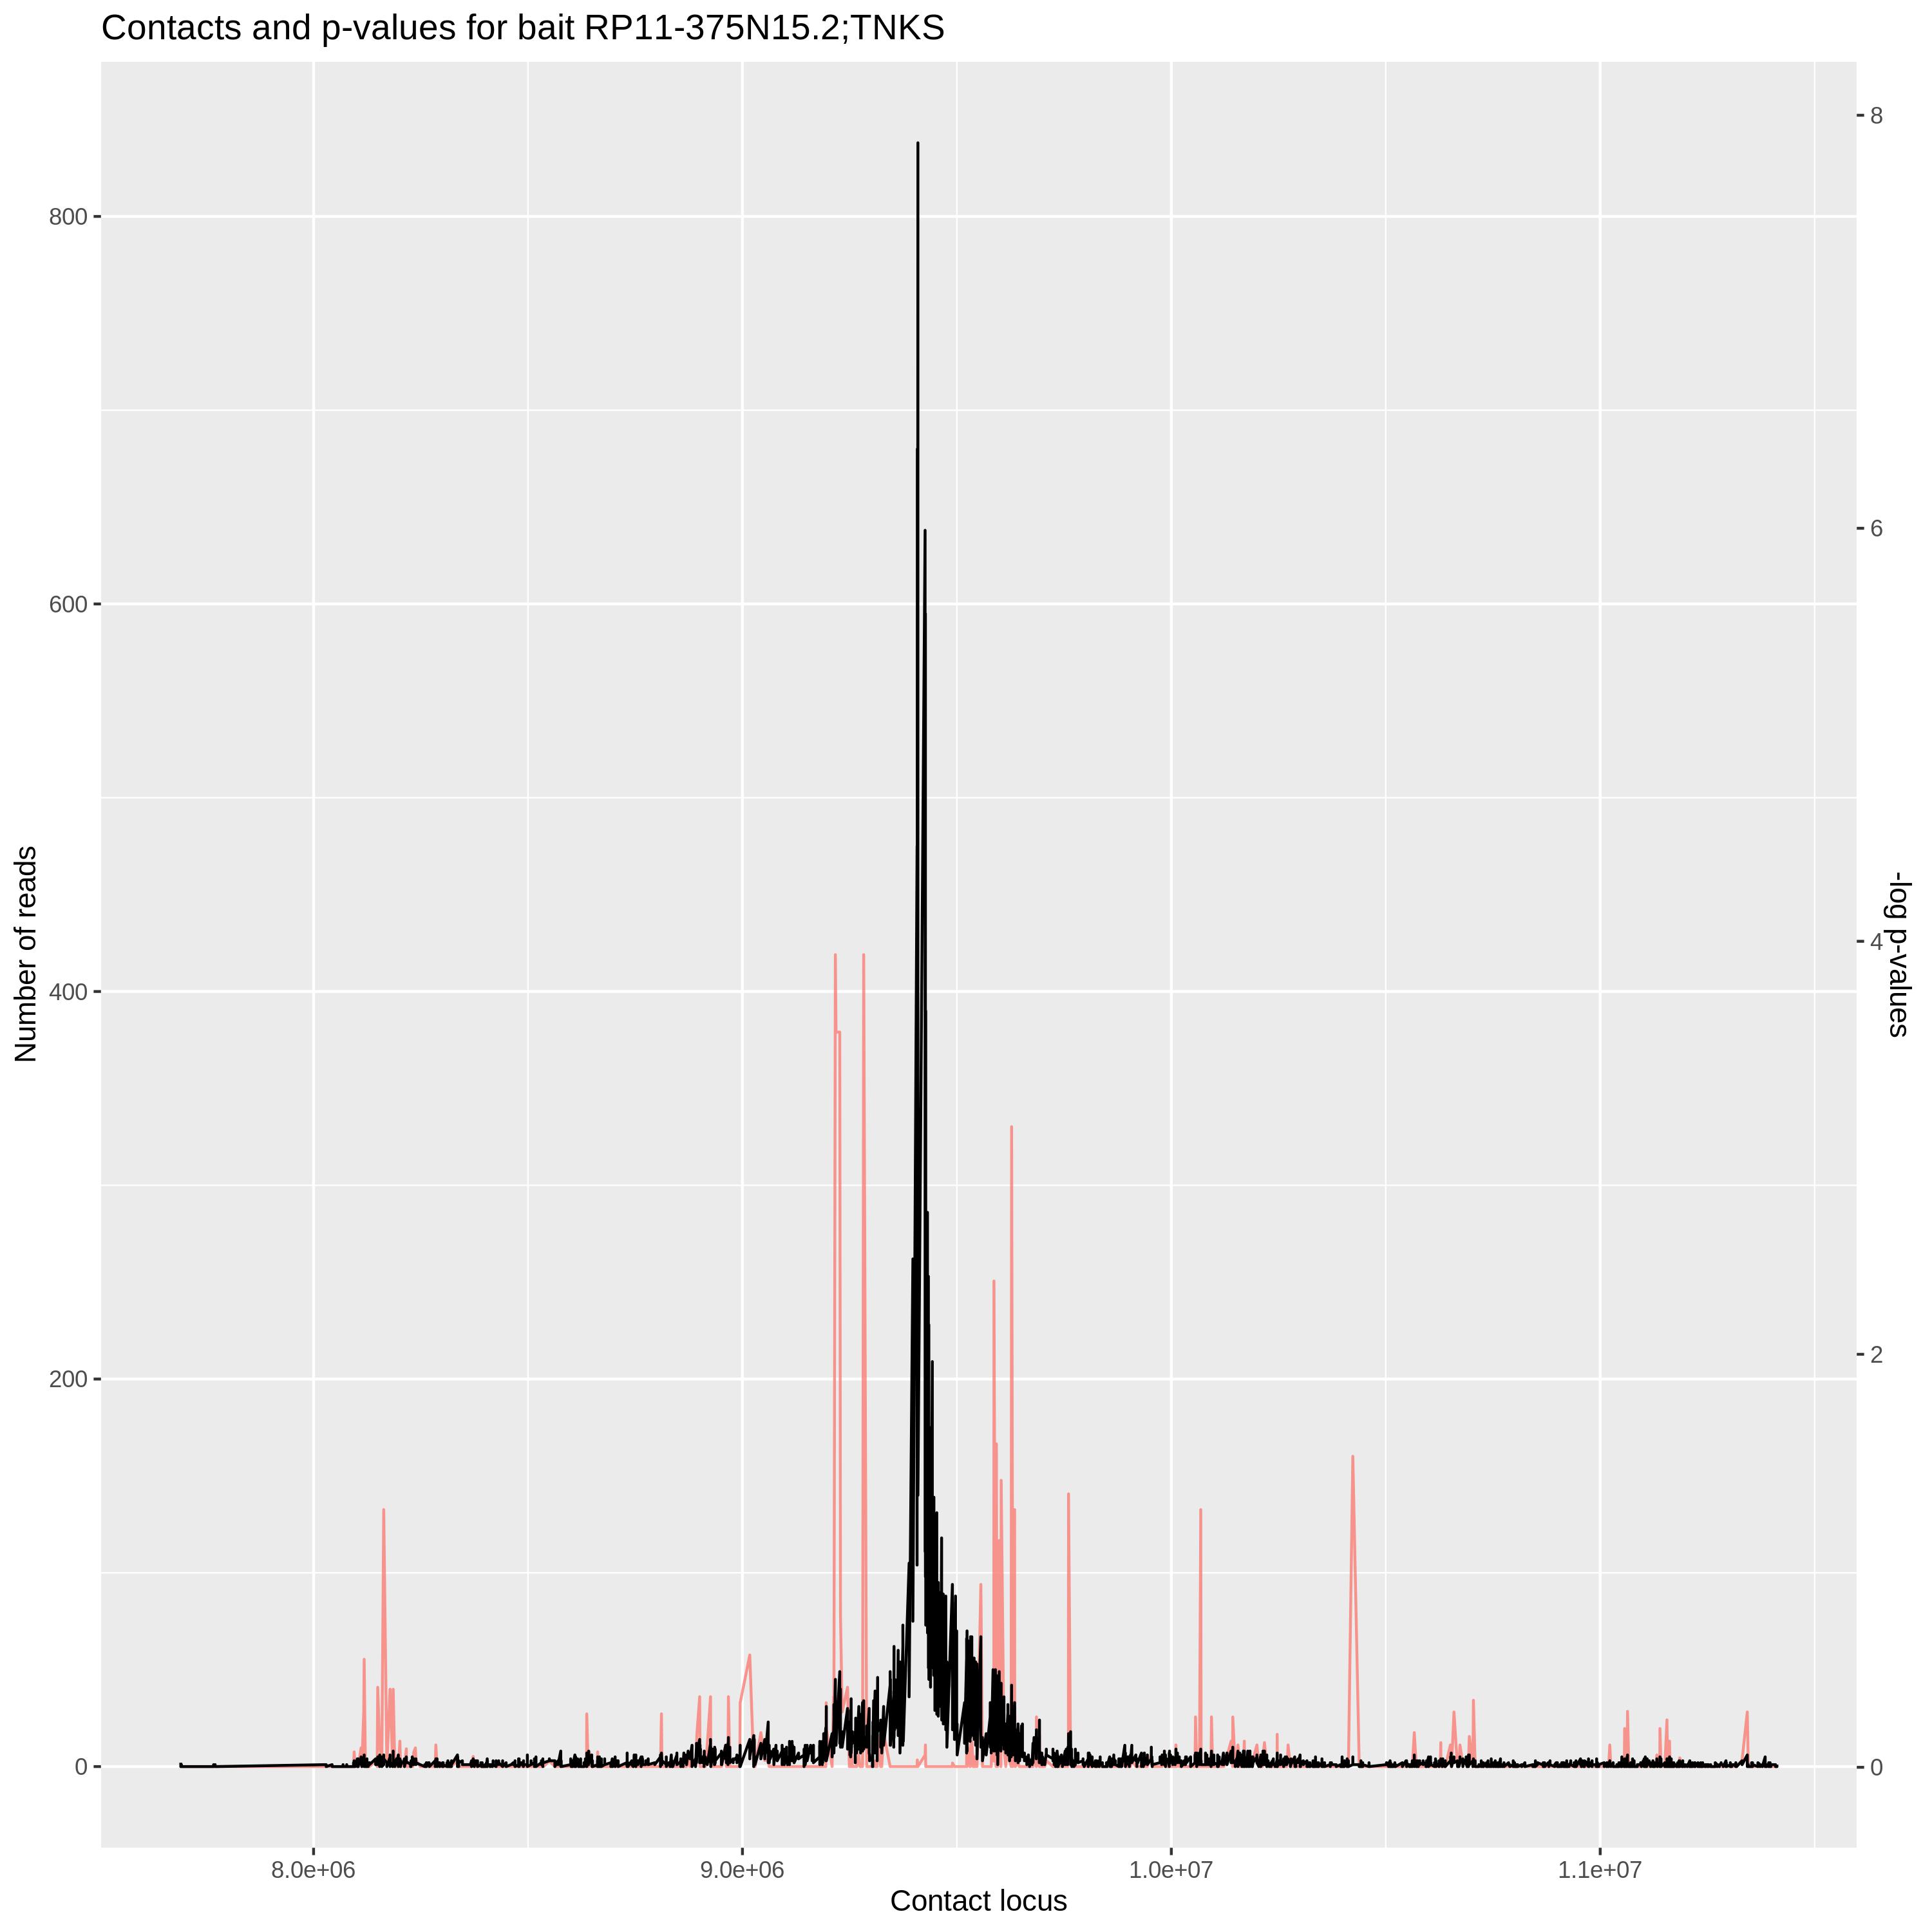 Contacts and p-values for bait RP11-375N15.2;TNKS
8
800
6
600
Number of reads
-log p-values
4
400
2
200
0
0
8.0e+06
9.0e+06
1.0e+07
1.1e+07
Contact locus